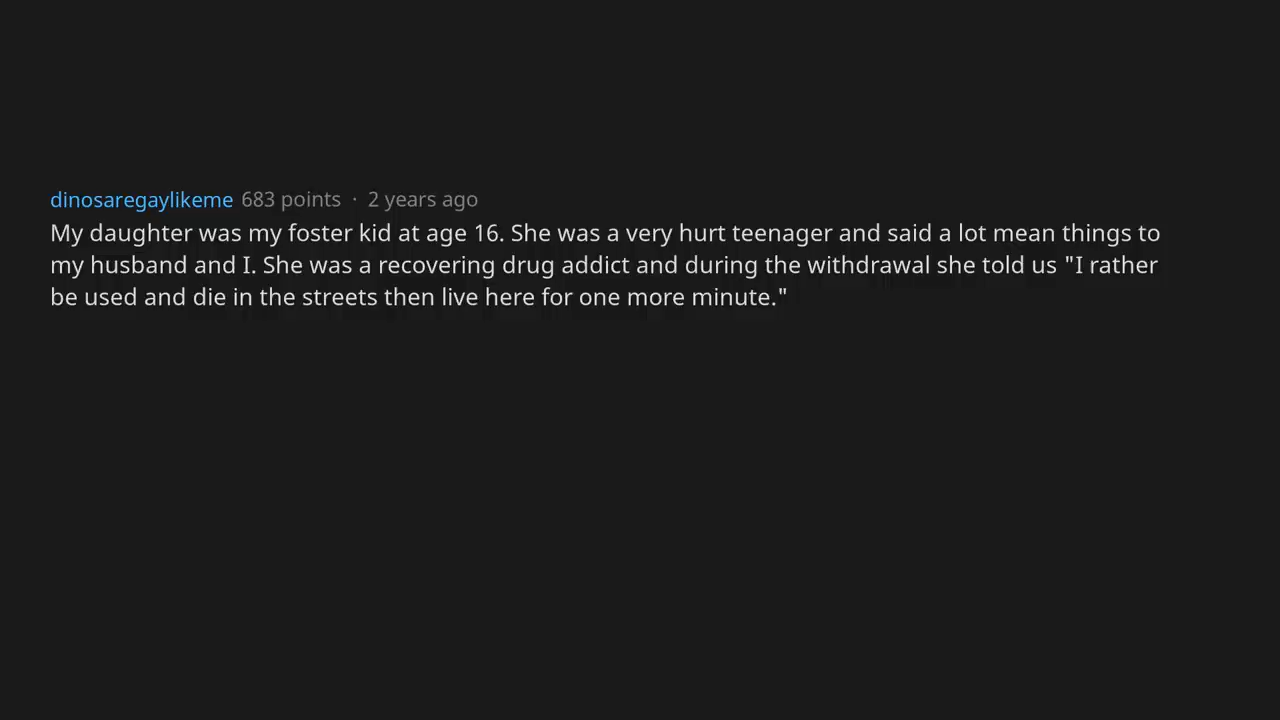 dinosaregaylikeme 683 points · 2 years ago
My daughter was my foster kid at age 16. She was a very hurt teenager and said a lot mean things to
my husband and I. She was a recovering drug addict and during the withdrawal she told us "I rather
be used and die in the streets then live here for one more minute."